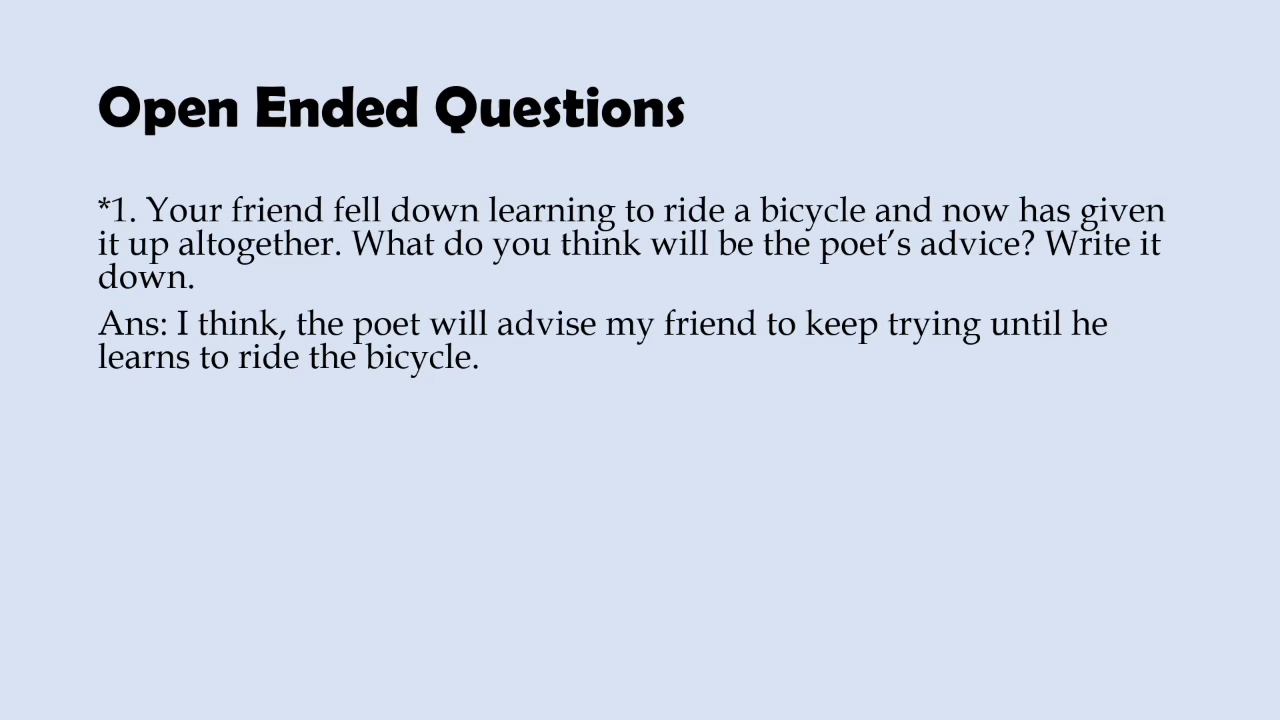 Open Ended Questions
*1. Your friend fell down learning to ride a bicycle and now has given
it up altogether. What do you think will be the poet’s advice? Write it
down.
Ans: I think, the poet will advise my friend to keep trying until he
learns to ride the bicycle.